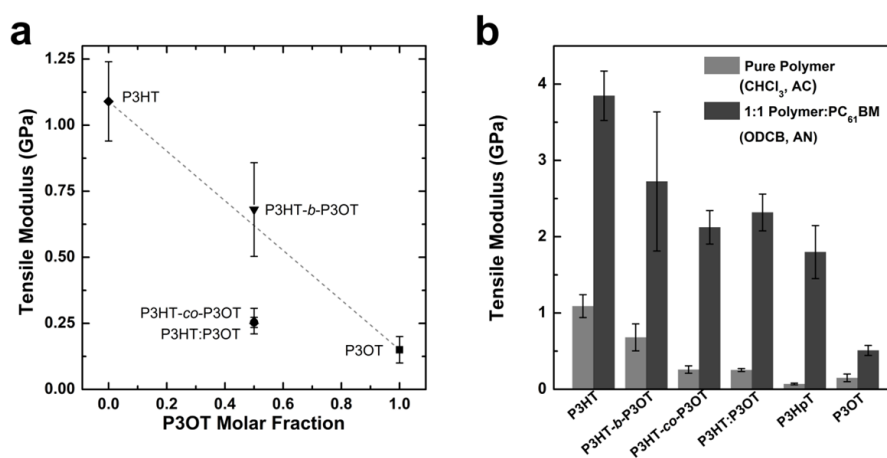 a
Tensile Modulus (GPa)
1.25
1.00
0.75
0.50
0.25
0.00
P3HT
P3HT-b-P3OT
P3HT-co-P3OT
P3HT:P3OT
P3OT
0.0 0.2 0.4 0.6 0.8 1.0
P3OT Molar Fraction
b
Tensile Modulus (GPa)
4
3
2
1
0
Pure Polymer
(CHCl₃, AC)
1:1 Polymer:PC₆₁BM
(ODCB, AN)
P3HT
P3HT-b-P3OT
P3HT-co-P3OT
P3HT:P3OT
P3HpT
P3OT